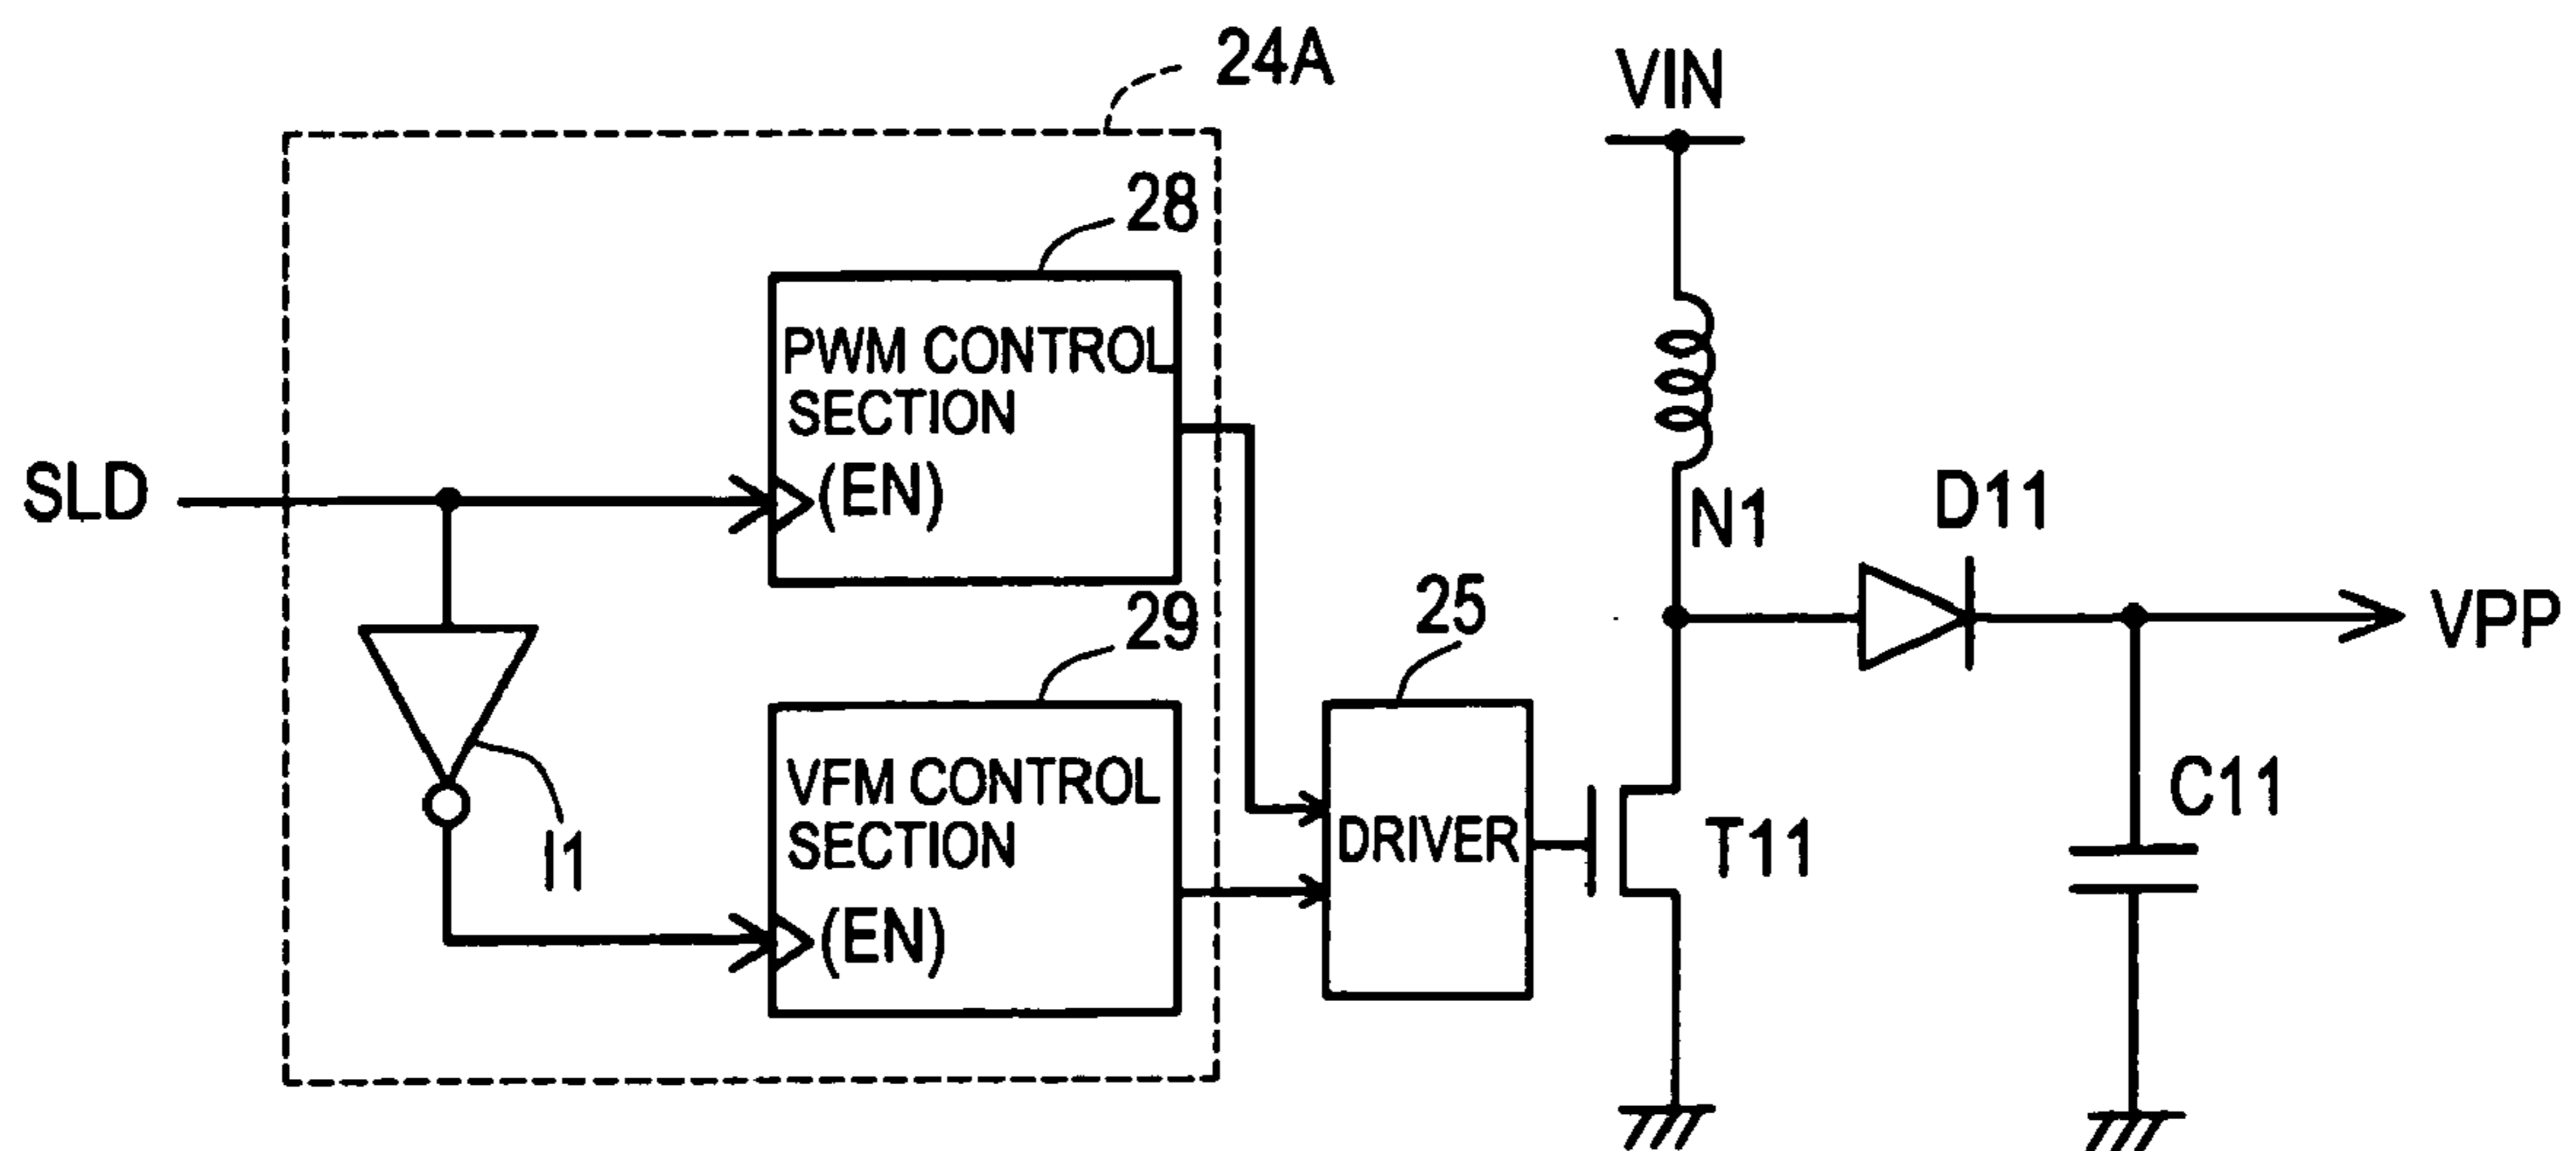 24A
VIN
28
PWM CONTROL
SECTION
(EN)
SLD
N1
D11
29
25
VPP
VFM CONTROL
SECTION
(EN)
I1
DRIVER
T11
C11